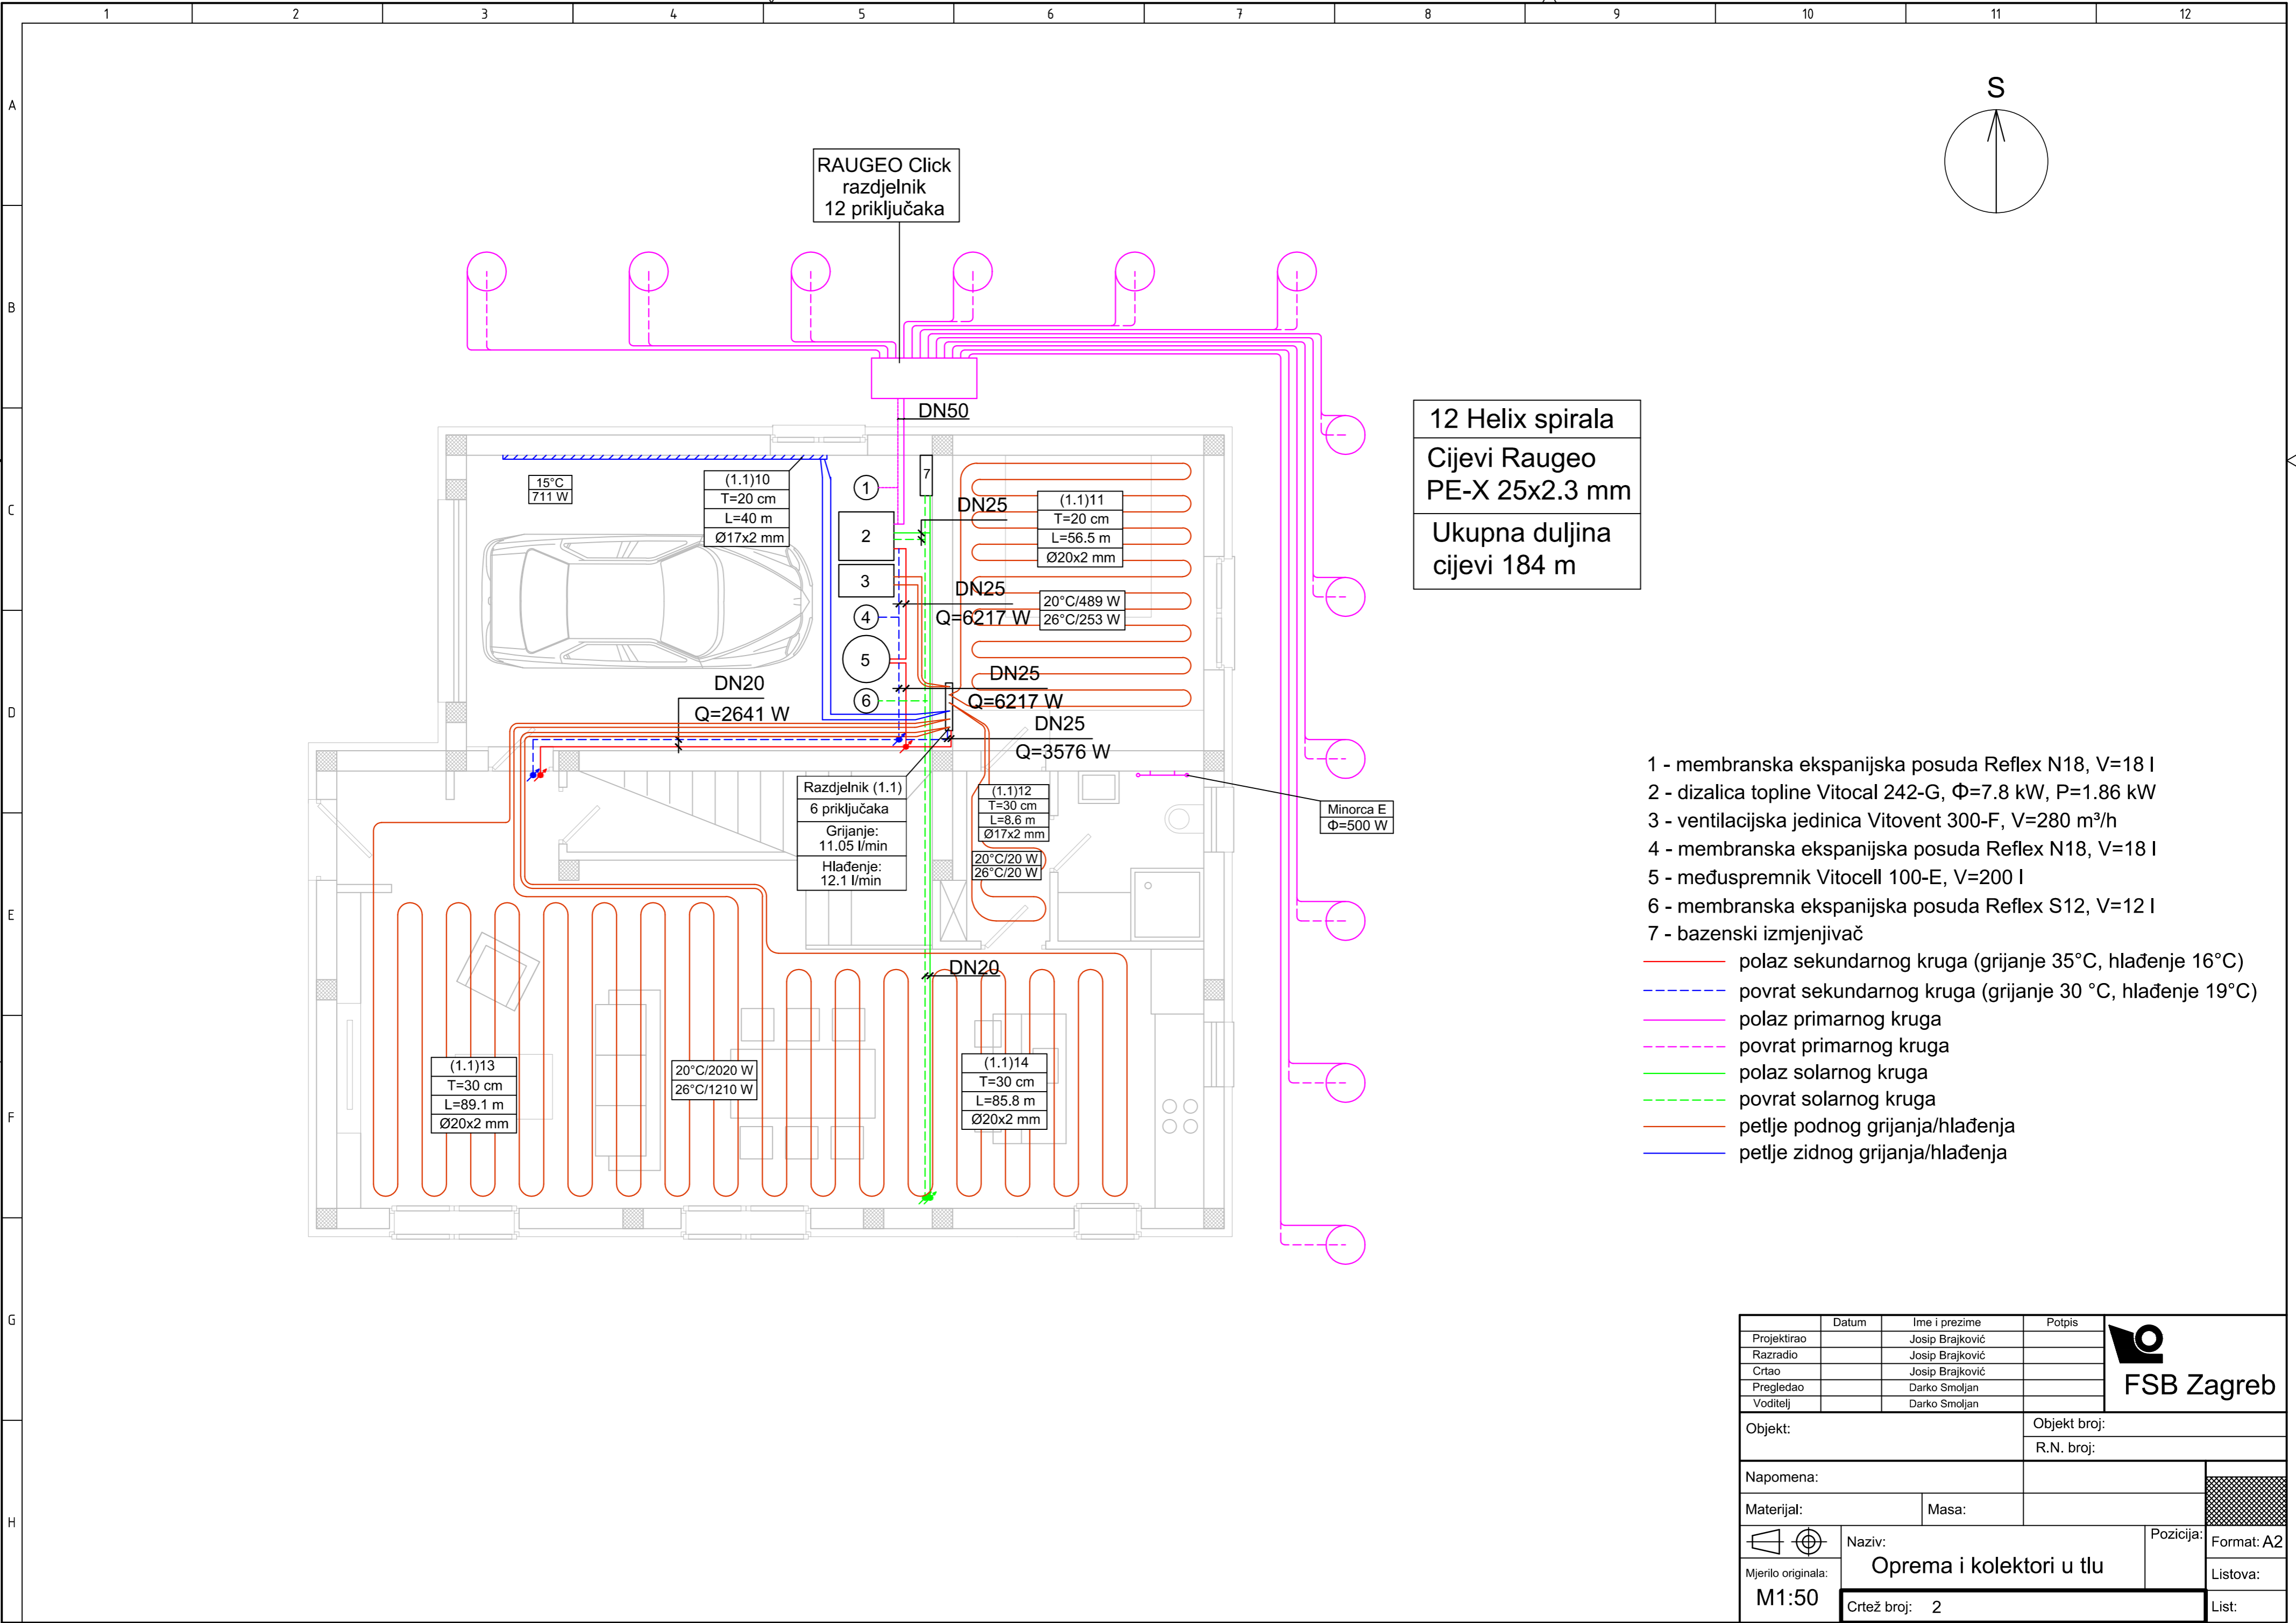 1 2 3 4 5 6 7 8 9 10 11 12
A
B
C
D
E
F
G
H
S
RAUGEO Click
razdjelnik
12 priključaka
DN50
12 Helix spirala
Cijevi Raugeo
PE-X 25x2.3 mm
Ukupna duljina
cijevi 184 m
15°C
711 W
(1.1)10
T=20 cm
L=40 m
Ø17x2 mm
1
2
3
4
5
6
7
DN25
(1.1)11
T=20 cm
L=56.5 m
Ø20x2 mm
DN25
Q=6217 W
20°C/489 W
26°C/253 W
DN25
Q=6217 W
DN20
Q=2641 W
DN25
Q=3576 W
Razdjelnik (1.1)
6 priključaka
Grijanje:
11.05 l/min
Hlađenje:
12.1 l/min
(1.1)12
T=30 cm
L=8.6 m
Ø17x2 mm
20°C/20 W
26°C/20 W
Minorca E
Φ=500 W
DN20
(1.1)13
T=30 cm
L=89.1 m
Ø20x2 mm
20°C/2020 W
26°C/1210 W
(1.1)14
T=30 cm
L=85.8 m
Ø20x2 mm
1 - membranska ekspanijska posuda Reflex N18, V=18 l
2 - dizalica topline Vitocal 242-G, Φ=7.8 kW, P=1.86 kW
3 - ventilacijska jedinica Vitovent 300-F, V=280 m³/h
4 - membranska ekspanijska posuda Reflex N18, V=18 l
5 - međuspremnik Vitocell 100-E, V=200 l
6 - membranska ekspanijska posuda Reflex S12, V=12 l
7 - bazenski izmjenjivač
polaz sekundarnog kruga (grijanje 35°C, hlađenje 16°C)
povrat sekundarnog kruga (grijanje 30 °C, hlađenje 19°C)
polaz primarnog kruga
povrat primarnog kruga
polaz solarnog kruga
povrat solarnog kruga
petlje podnog grijanja/hlađenja
petlje zidnog grijanja/hlađenja
Datum Ime i prezime Potpis
Projektirao Josip Brajković
Razradio Josip Brajković
Crtao Josip Brajković
Pregledao Darko Smoljan
Voditelj Darko Smoljan
FSB Zagreb
Objekt:
Objekt broj:
R.N. broj:
Napomena:
Materijal: Masa:
Naziv:
Oprema i kolektori u tlu
Pozicija:
Format: A2
Mjerilo originala:
M1:50
Listova:
Crtež broj: 2
List: